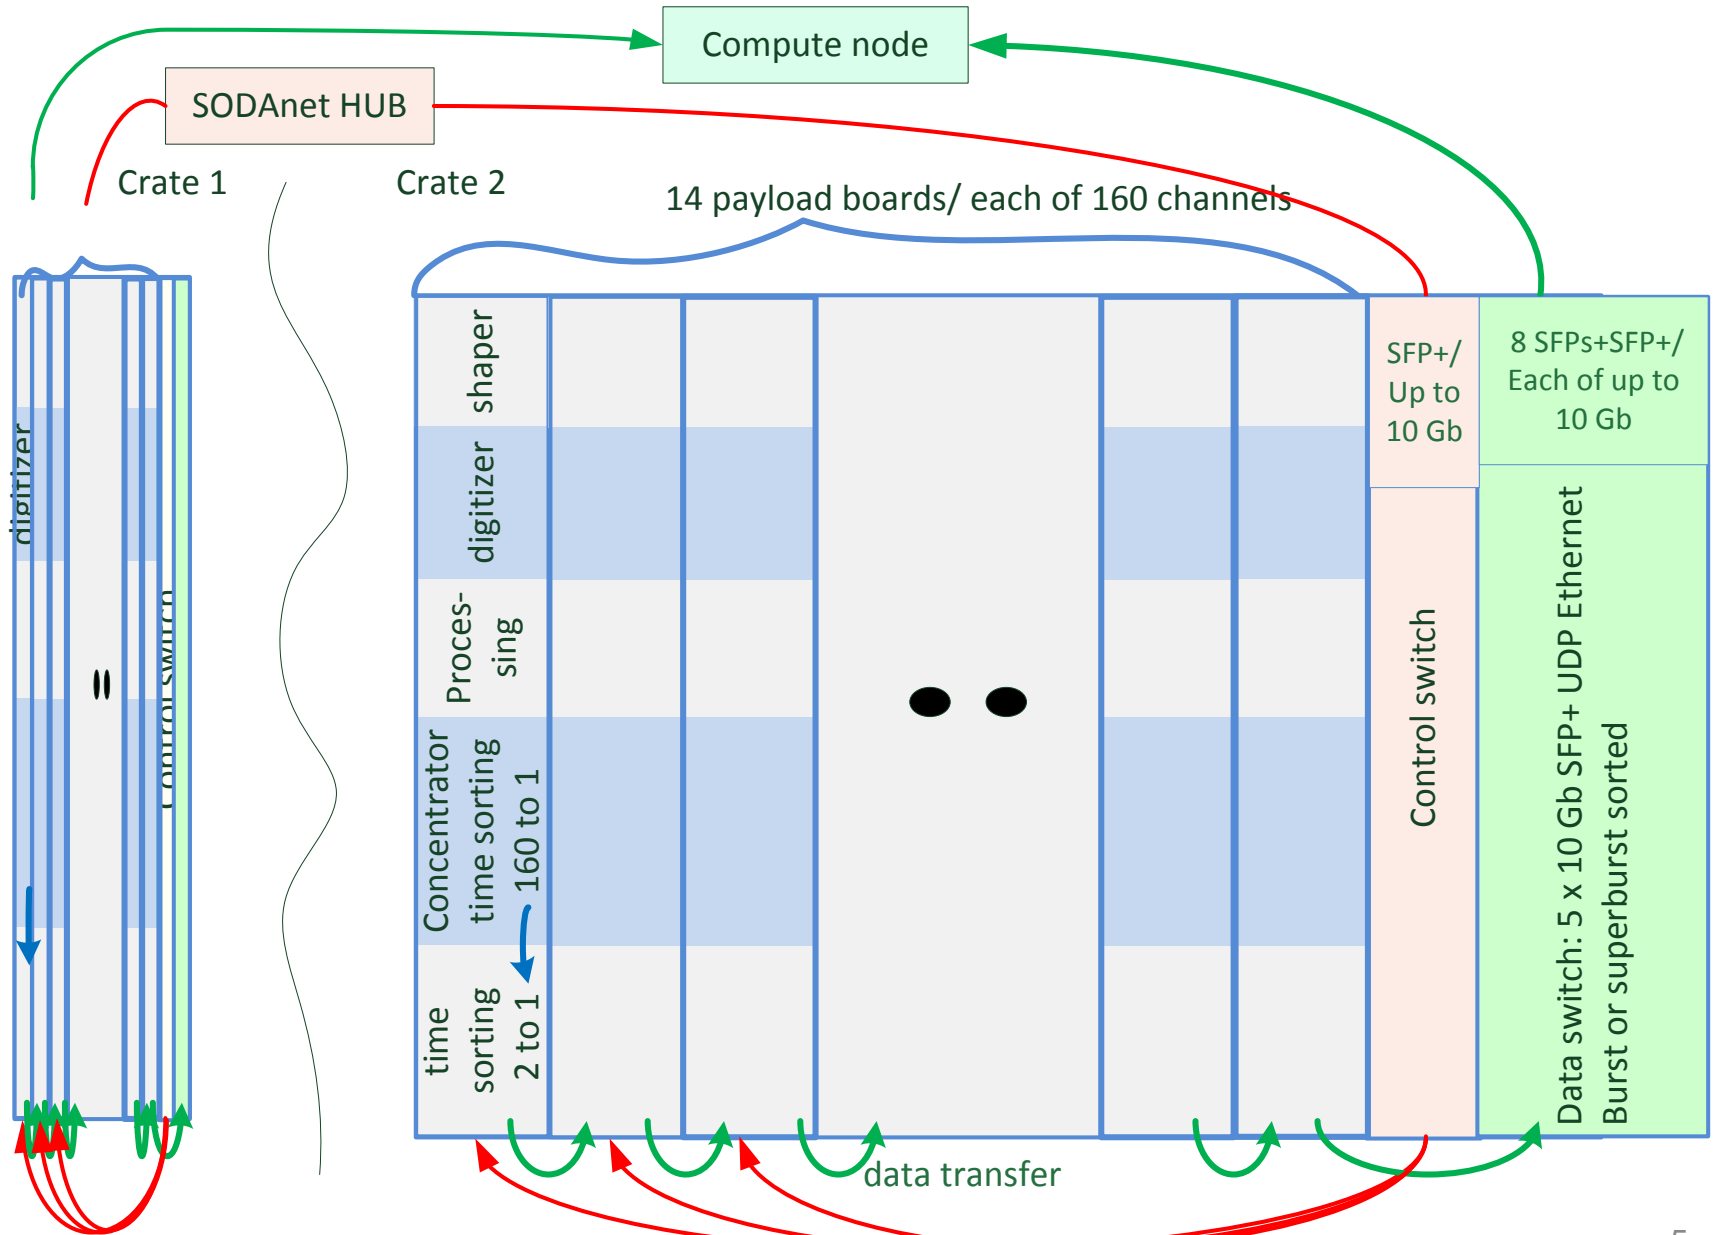 Compute node
SODAnet HUB
Crate 1
Crate 2
14 payload boards/ each of 160 channels
digitizer
Control switch
shaper
digitizer
Proces-
sing
Concentrator
time sorting
160 to 1
time
sorting
2 to 1
SFP+/
Up to
10 Gb
Control switch
8 SFPs+SFP+/
Each of up to
10 Gb
Data switch: 5 x 10 Gb SFP+ UDP Ethernet
Burst or superburst sorted
data transfer